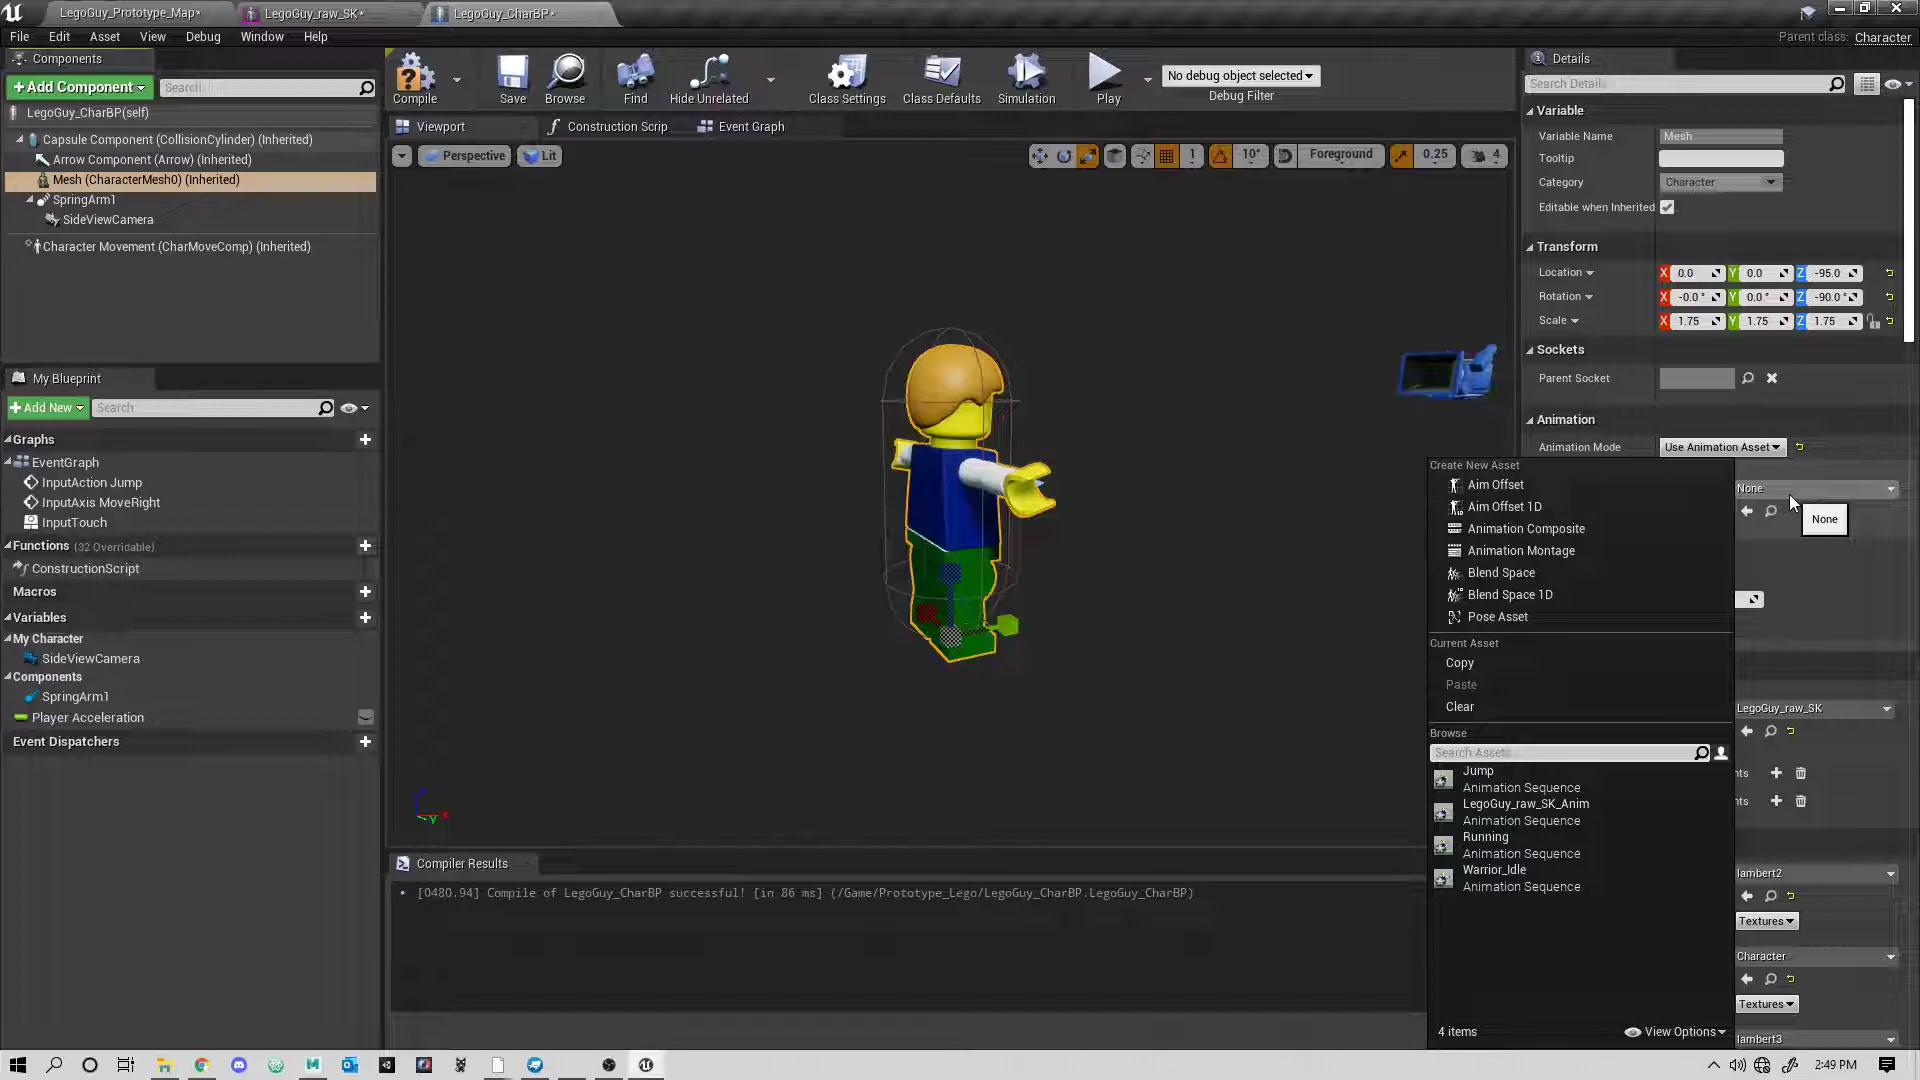 LegoGuy_Prototype_Map*
LegoGuy_raw_SK*
LegoGuy_CharBP*
File Edit Asset View Debug Window Help
Parent class: Character
Components
+Add Component
Search
LegoGuy_CharBP(self)
Capsule Component (CollisionCylinder) (Inherited)
Arrow Component (Arrow) (Inherited)
Mesh (CharacterMesh0) (Inherited)
SpringArm1
SideViewCamera
Character Movement (CharMoveComp) (Inherited)
My Blueprint
+Add New
Search
Graphs
EventGraph
InputAction Jump
InputAxis MoveRight
InputTouch
Functions (32 Overridable)
ConstructionScript
Macros
Variables
My Character
SideViewCamera
Components
SpringArm1
Player Acceleration
Event Dispatchers
Compile
Save
Browse
Find
Hide Unrelated
Class Settings
Class Defaults
Simulation
Play
No debug object selected
Debug Filter
Viewport
Construction Scrip
Event Graph
Perspective
Lit
1
10°
Foreground
0.25
4
Compiler Results
[0480.94] Compile of LegoGuy_CharBP successful! [in 86 ms] (/Game/Prototype_Lego/LegoGuy_CharBP.LegoGuy_CharBP)
Details
Search Details
Variable
Variable Name Mesh
Tooltip
Category Character
Editable when Inherited
Transform
Location X 0.0 Y 0.0 Z -95.0
Rotation X -0.0 ° Y 0.0 ° Z -90.0 °
Scale X 1.75 Y 1.75 Z 1.75
Sockets
Parent Socket
Animation
Animation Mode Use Animation Asset
Create New Asset
Aim Offset
Aim Offset 1D
Animation Composite
Animation Montage
Blend Space
Blend Space 1D
Pose Asset
Current Asset
Copy
Paste
Clear
Browse
Search Assets
Jump
Animation Sequence
LegoGuy_raw_SK_Anim
Animation Sequence
Running
Animation Sequence
Warrior_Idle
Animation Sequence
4 items
View Options
None
None
LegoGuy_raw_SK
nts
nts
lambert2
Textures
Character
Textures
lambert3
2:49 PM